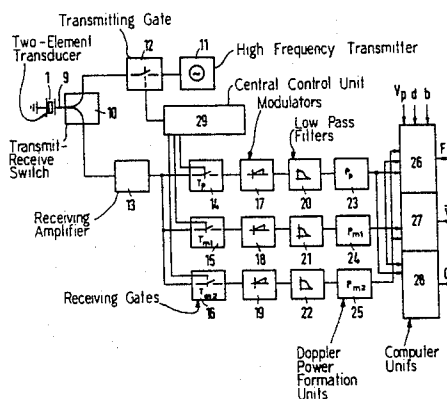 Transmitting Gate
Two-Element
Transducer
12
11
High Frequency Transmitter
1
9
10
Central Control Unit
29
Modulators
Low Pass
Filters
Transmit-
Receive
Switch
13
Receiving
Amplifier
Vp d b
Tp
14
17
20
Pp
23
26
F
Tm1
15
18
21
Pm1
24
27
Tm2
16
19
22
Pm2
25
28
Receiving Gates
Doppler
Power
Formation
Units
Computer
Units